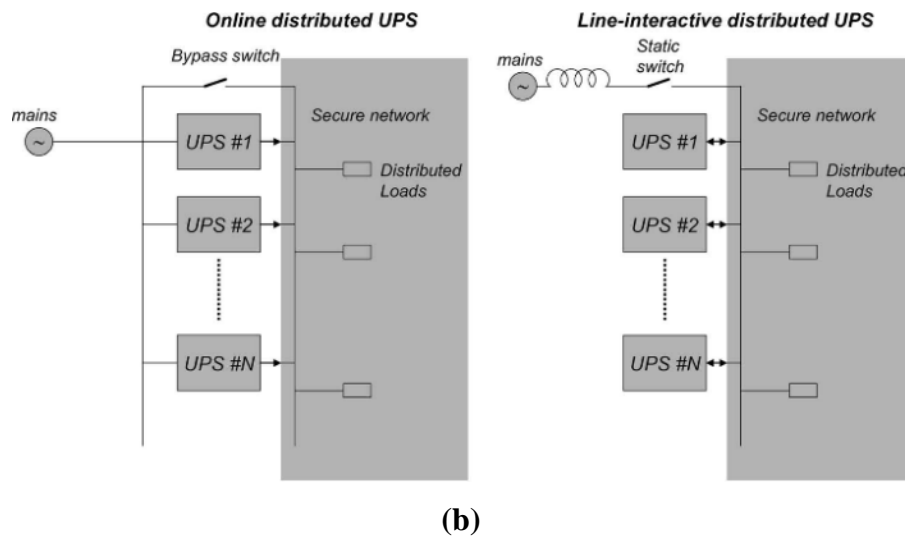 Online distributed UPS
Bypass switch
mains
~
UPS #1
UPS #2
UPS #N
Secure network
Distributed
Loads
Line-interactive distributed UPS
Static
switch
mains
~
UPS #1
UPS #2
UPS #N
Secure network
Distributed
Loads
(b)